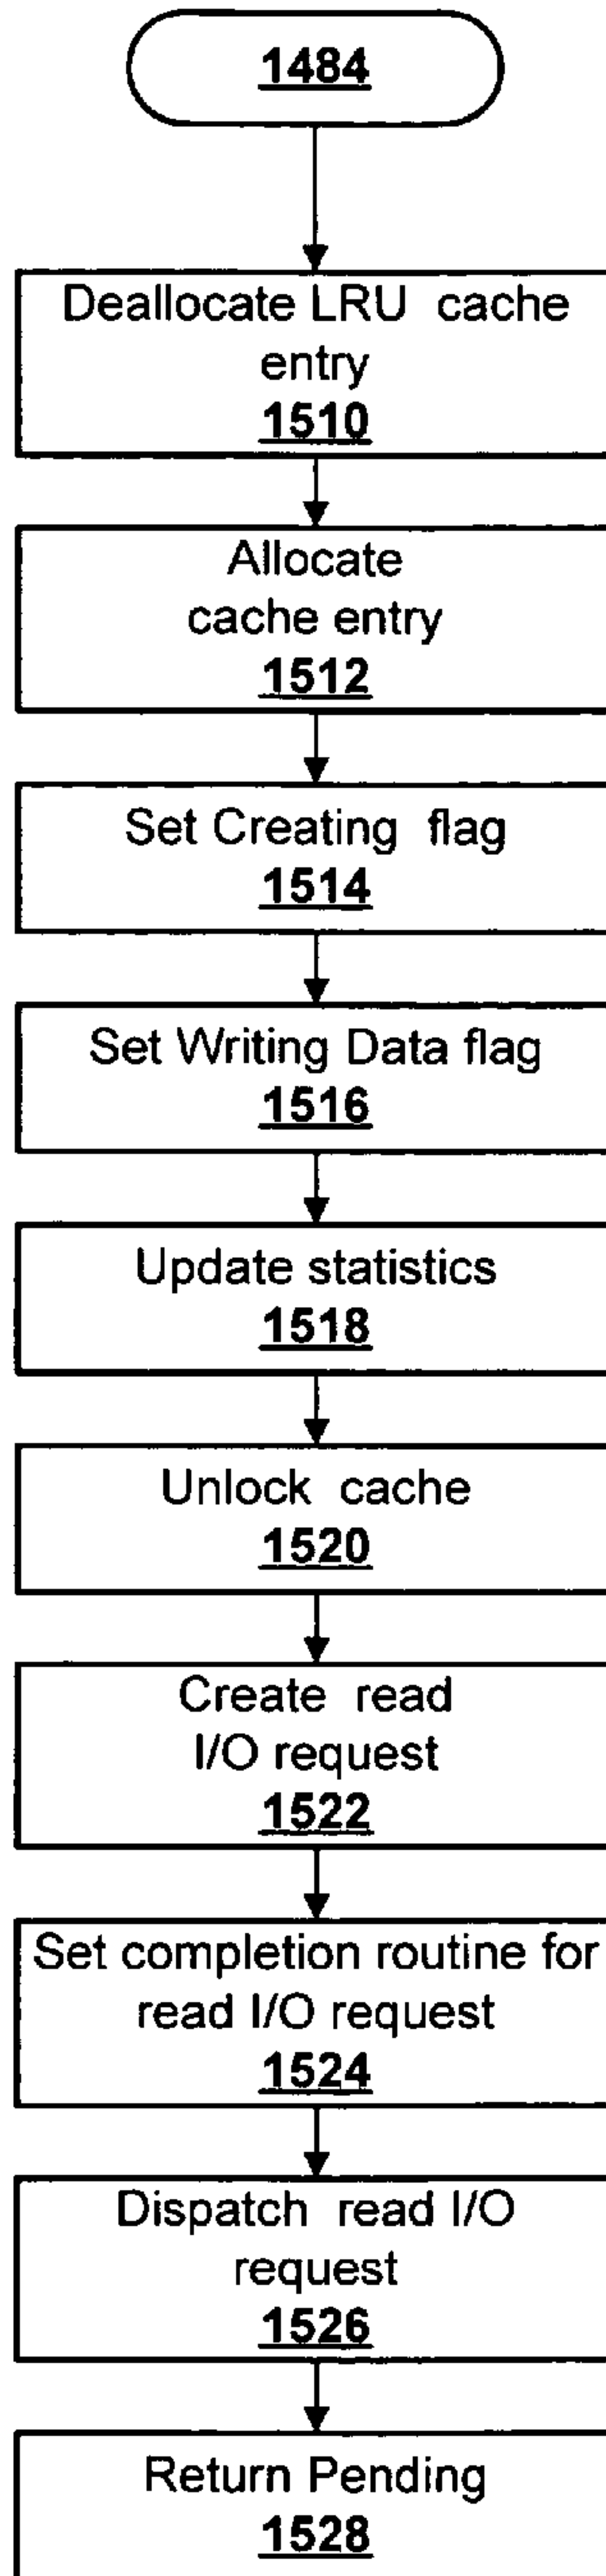 1484
Deallocate LRU cache
entry
1510
Allocate
cache entry
1512
Set Creating flag
1514
Set Writing Data flag
1516
Update statistics
1518
Unlock cache
1520
Create read
I/O request
1522
Set completion routine for
read I/O request
1524
Dispatch read I/O
request
1526
Return Pending
1528